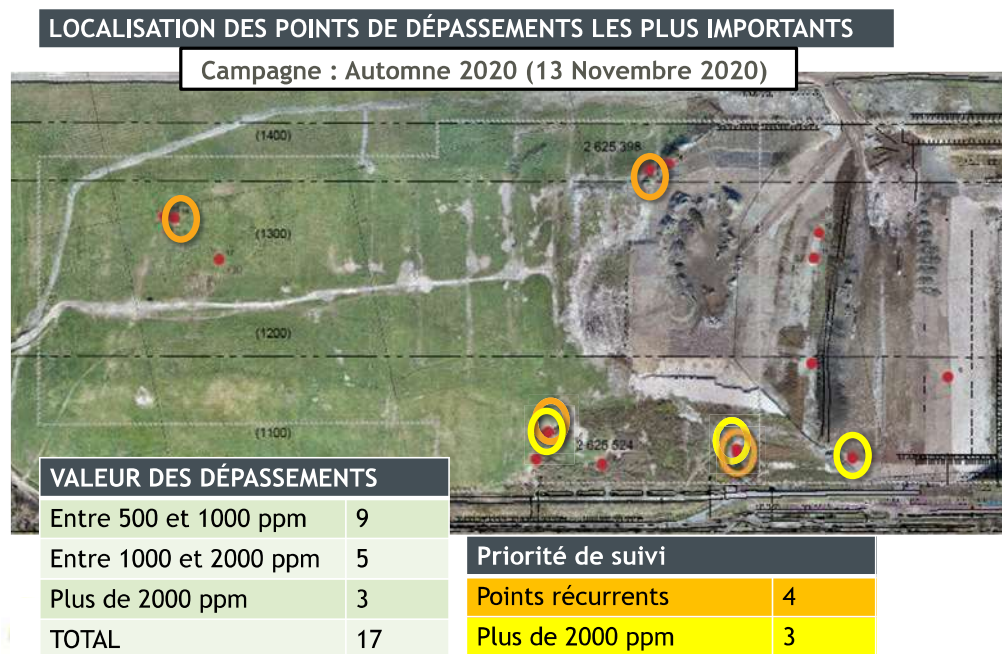 LOCALISATION DES POINTS DE DÉPASSEMENTS LES PLUS IMPORTANTS
Campagne : Automne 2020 (13 Novembre 2020)
(1400)
2 625 398
(1300)
(1200)
(1100)
2 625 524
VALEUR DES DÉPASSEMENTS
Entre 500 et 1000 ppm 9
Entre 1000 et 2000 ppm 5
Plus de 2000 ppm 3
TOTAL 17
Priorité de suivi
Points récurrents 4
Plus de 2000 ppm 3